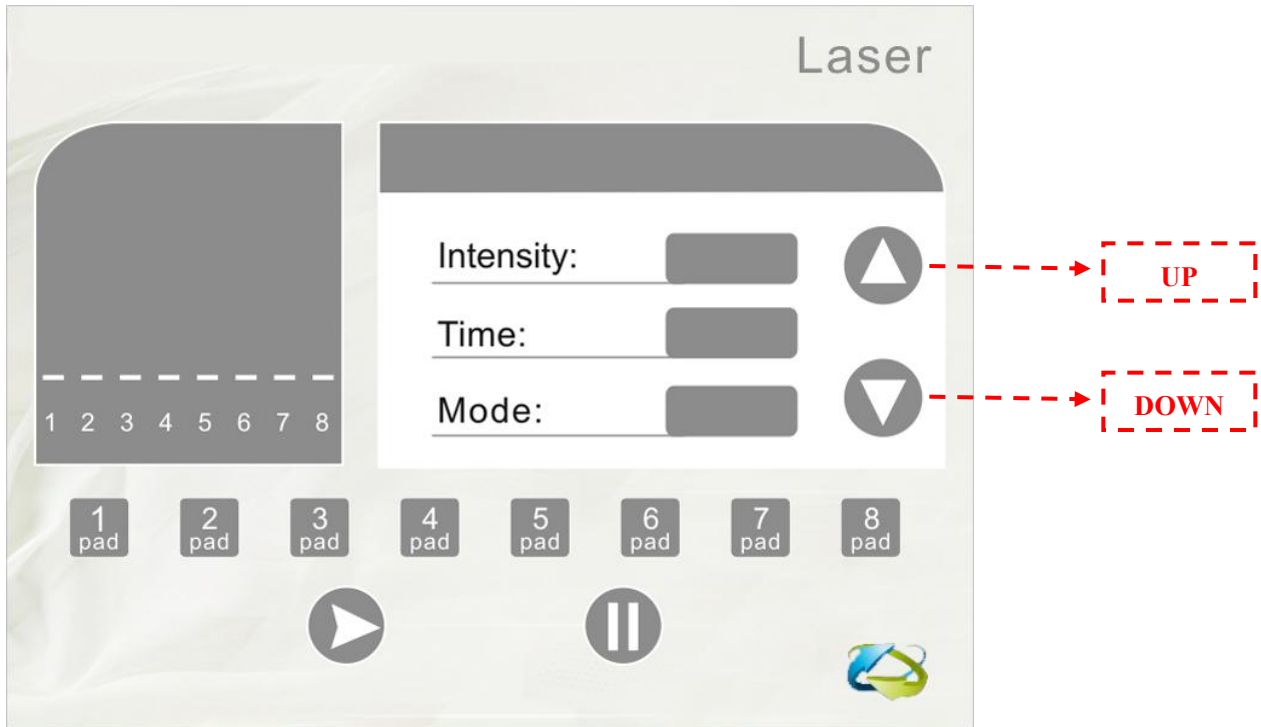 Laser
Intensity:
UP
Time:
Mode:
DOWN
1 2 3 4 5 6 7 8
1 pad
2 pad
3 pad
4 pad
5 pad
6 pad
7 pad
8 pad